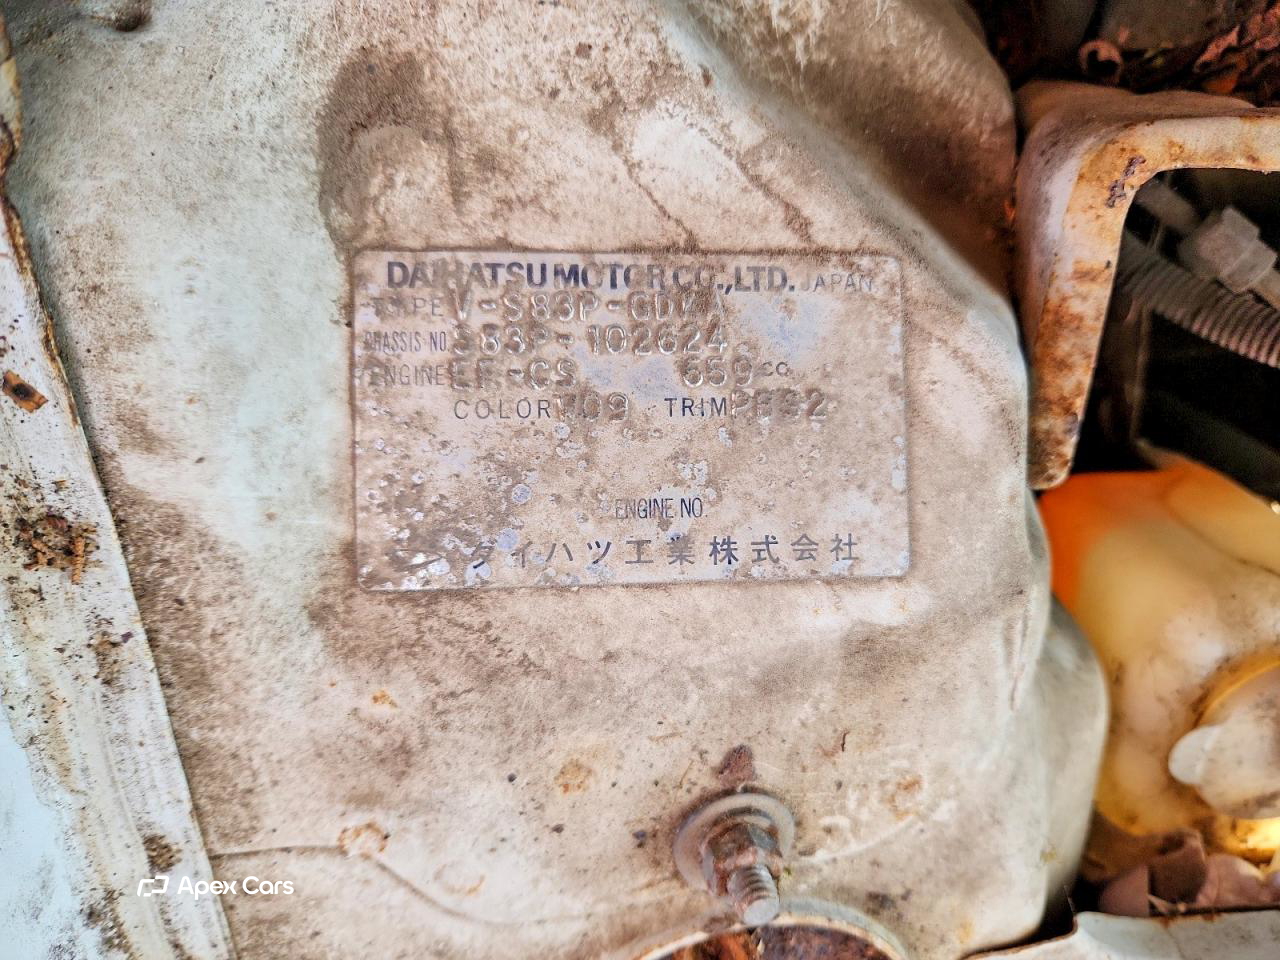 DAIHATSU MOTOR CO.,LTD. JAPAN
TYPE V-S83P-
CHASSIS NO. S83P-102624
ENGINE EF-CS 659 cc
COLOR W09 TRIM
ENGINE NO.
ダイハツ工業株式会社
Apex Cars